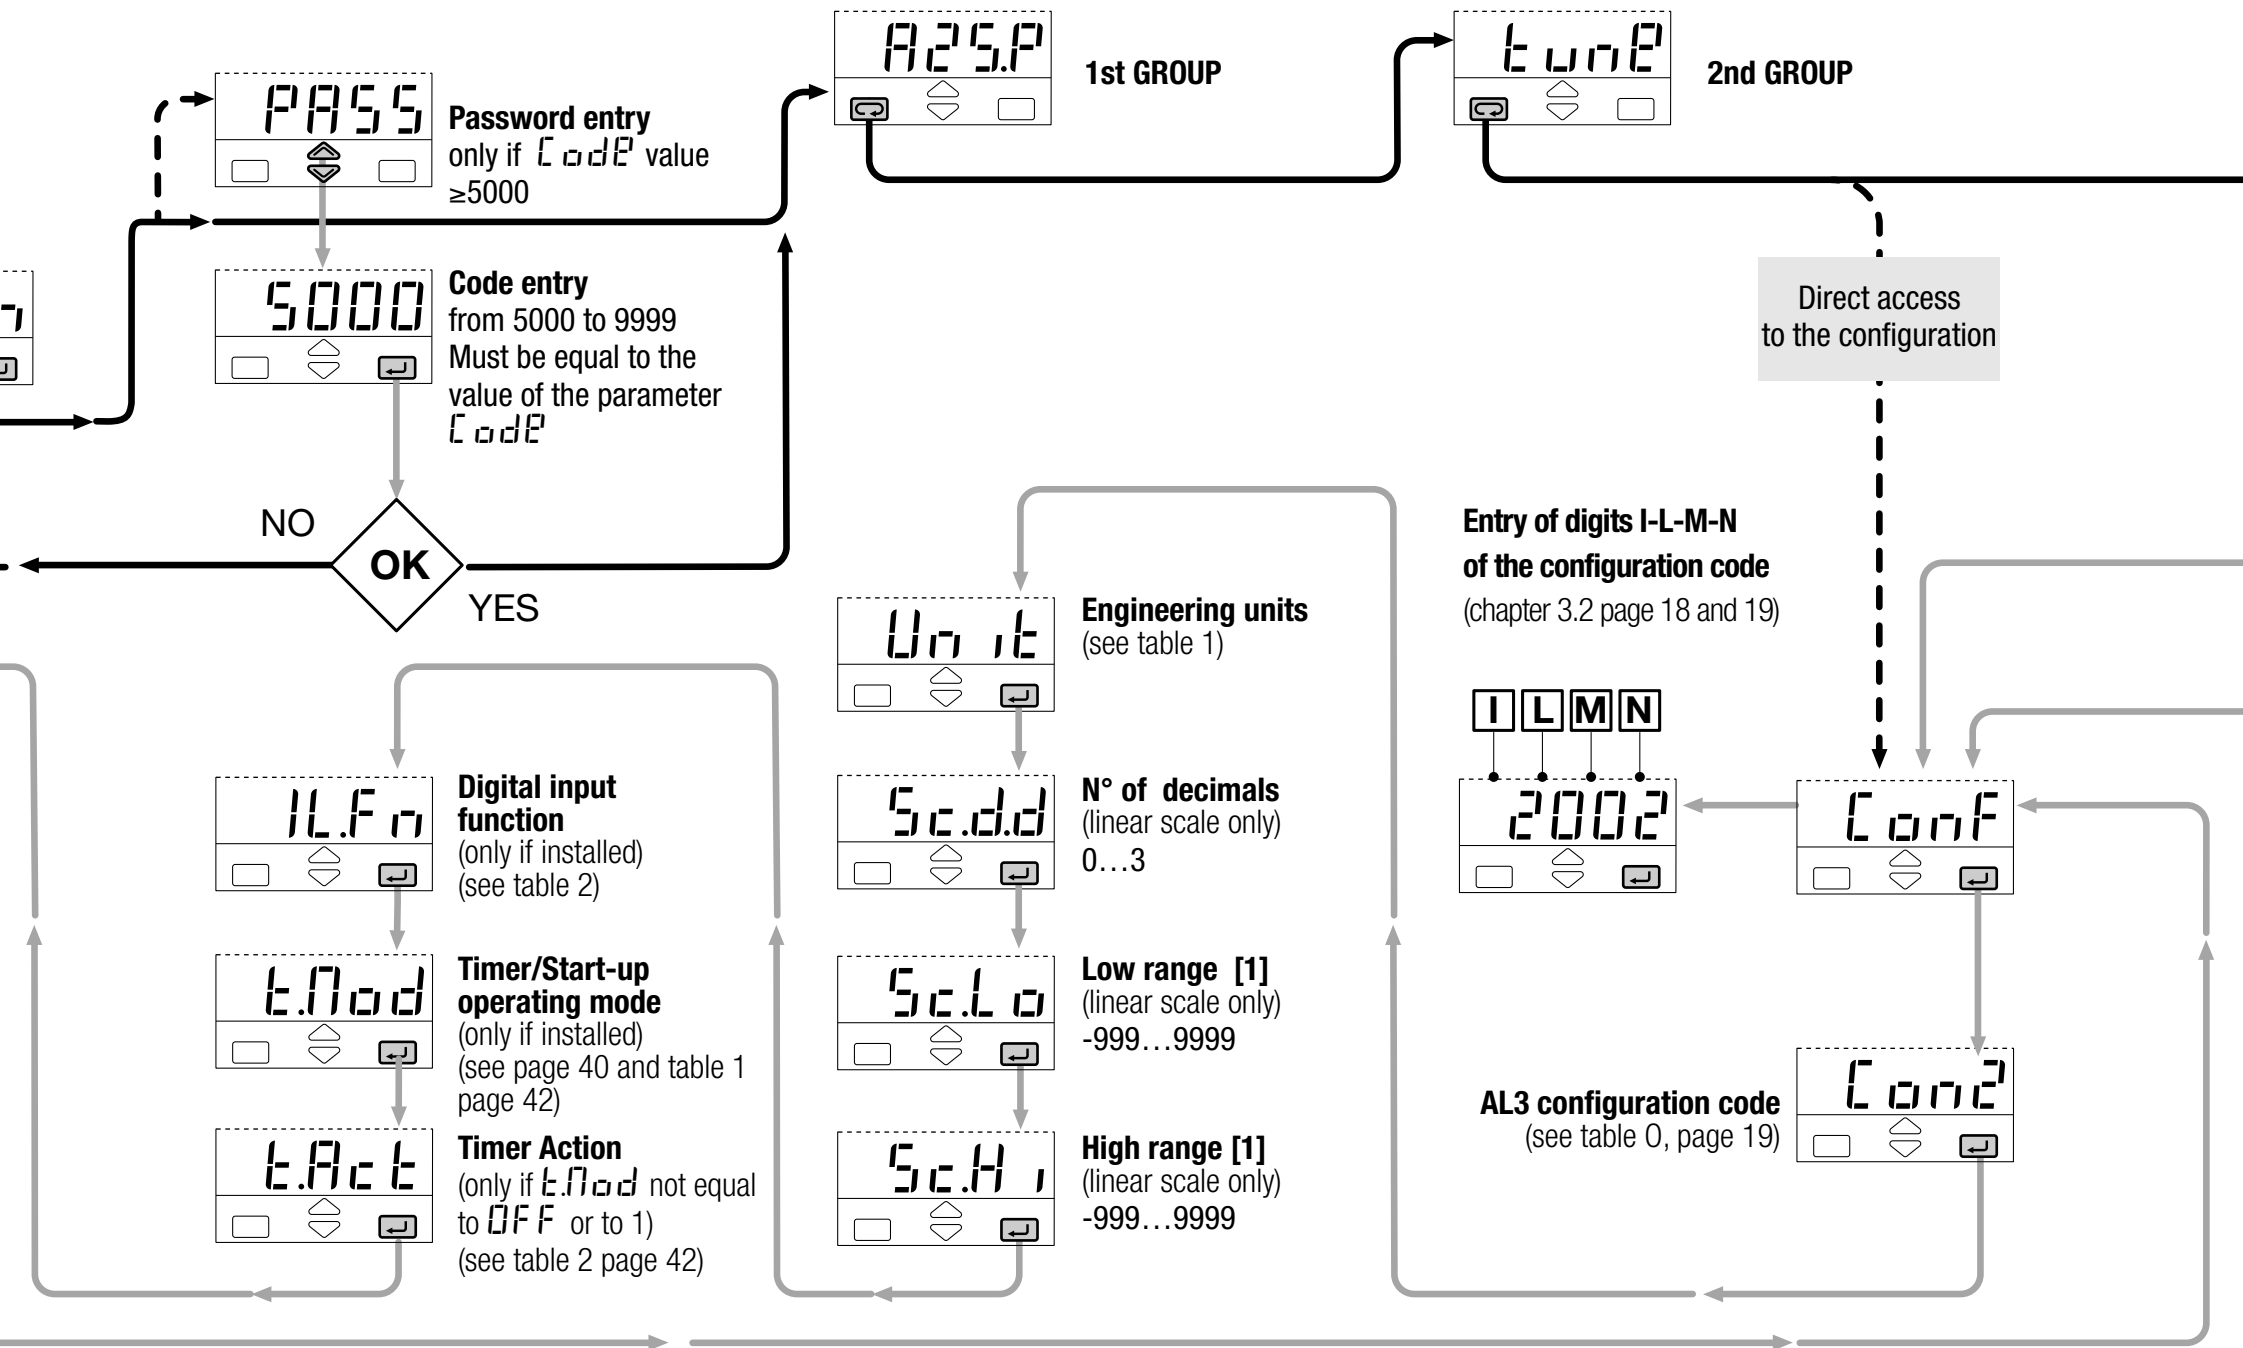 PASS
Password entry
only if CodE value
≥5000
A2S.P
1st GROUP
tunE
2nd GROUP
5000
Code entry
from 5000 to 9999
Must be equal to the
value of the parameter
CodE
NO
OK
YES
Direct access
to the configuration
Entry of digits I-L-M-N
of the configuration code
(chapter 3.2 page 18 and 19)
I L M N
2002
ConF
Con2
AL3 configuration code
(see table O, page 19)
Unit
Engineering units
(see table 1)
Sc.d.d
N° of decimals
(linear scale only)
0…3
Sc.Lo
Low range [1]
(linear scale only)
-999…9999
Sc.Hi
High range [1]
(linear scale only)
-999…9999
IL.Fn
Digital input
function
(only if installed)
(see table 2)
t.Mod
Timer/Start-up
operating mode
(only if installed)
(see page 40 and table 1
page 42)
t.Act
Timer Action
(only if t.Mod not equal
to OFF or to 1)
(see table 2 page 42)